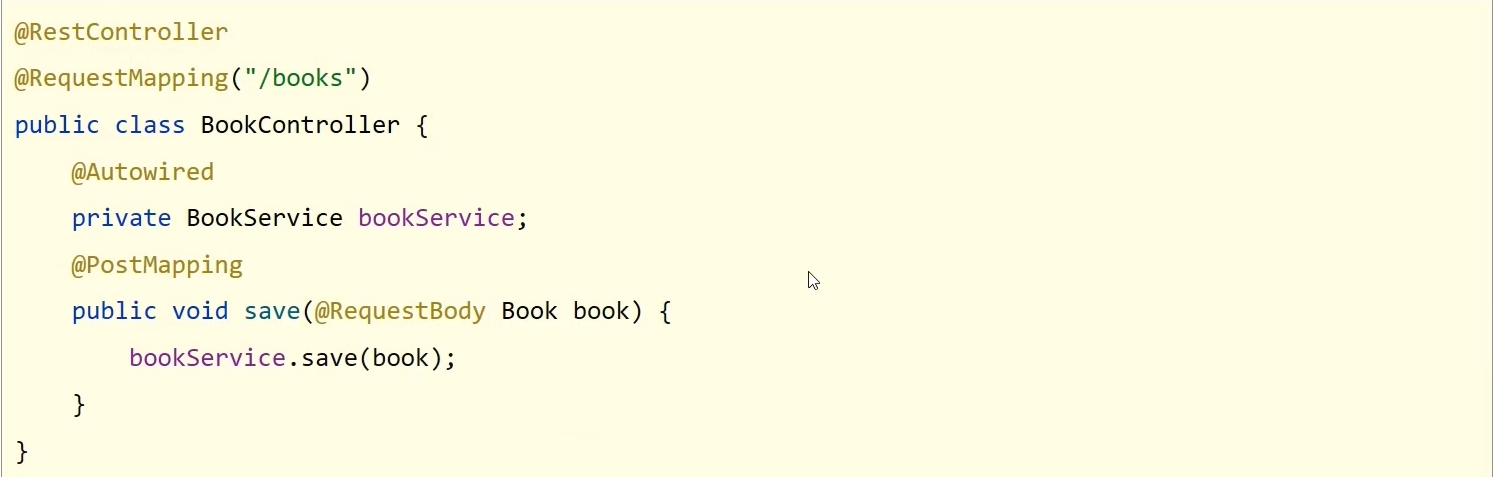 @RestController
@RequestMapping("/books")
public class BookController {
    @Autowired
    private BookService bookService;
    @PostMapping
    public void save(@RequestBody Book book) {
        bookService.save(book);
    }
}